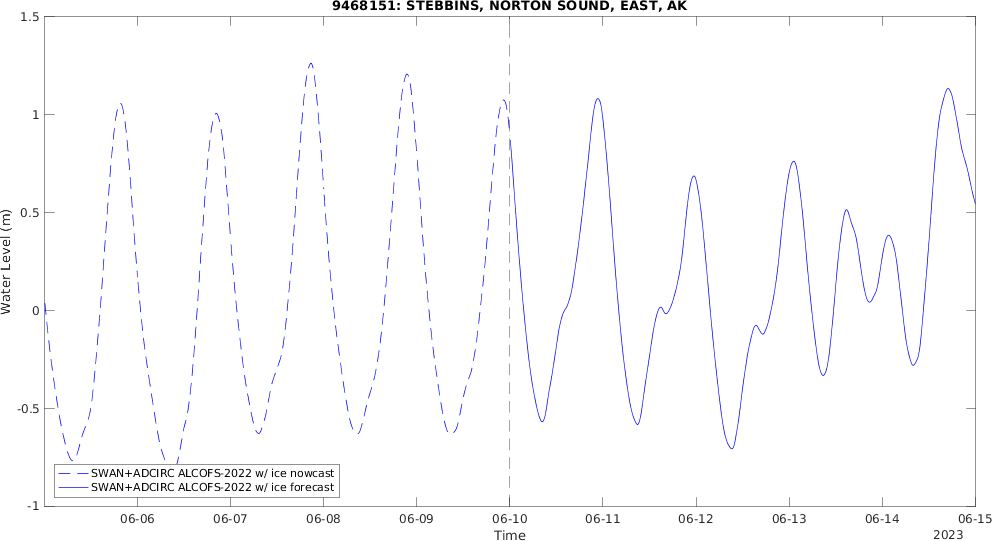 9468151: STEBBINS, NORTON SOUND, EAST, AK
1.5
1
0.5
0
-0.5
-1
Water Level (m)
SWAN+ADCIRC ALCOFS-2022 w/ ice nowcast
SWAN+ADCIRC ALCOFS-2022 w/ ice forecast
06-06 06-07 06-08 06-09 06-10 06-11 06-12 06-13 06-14 06-15
Time
2023